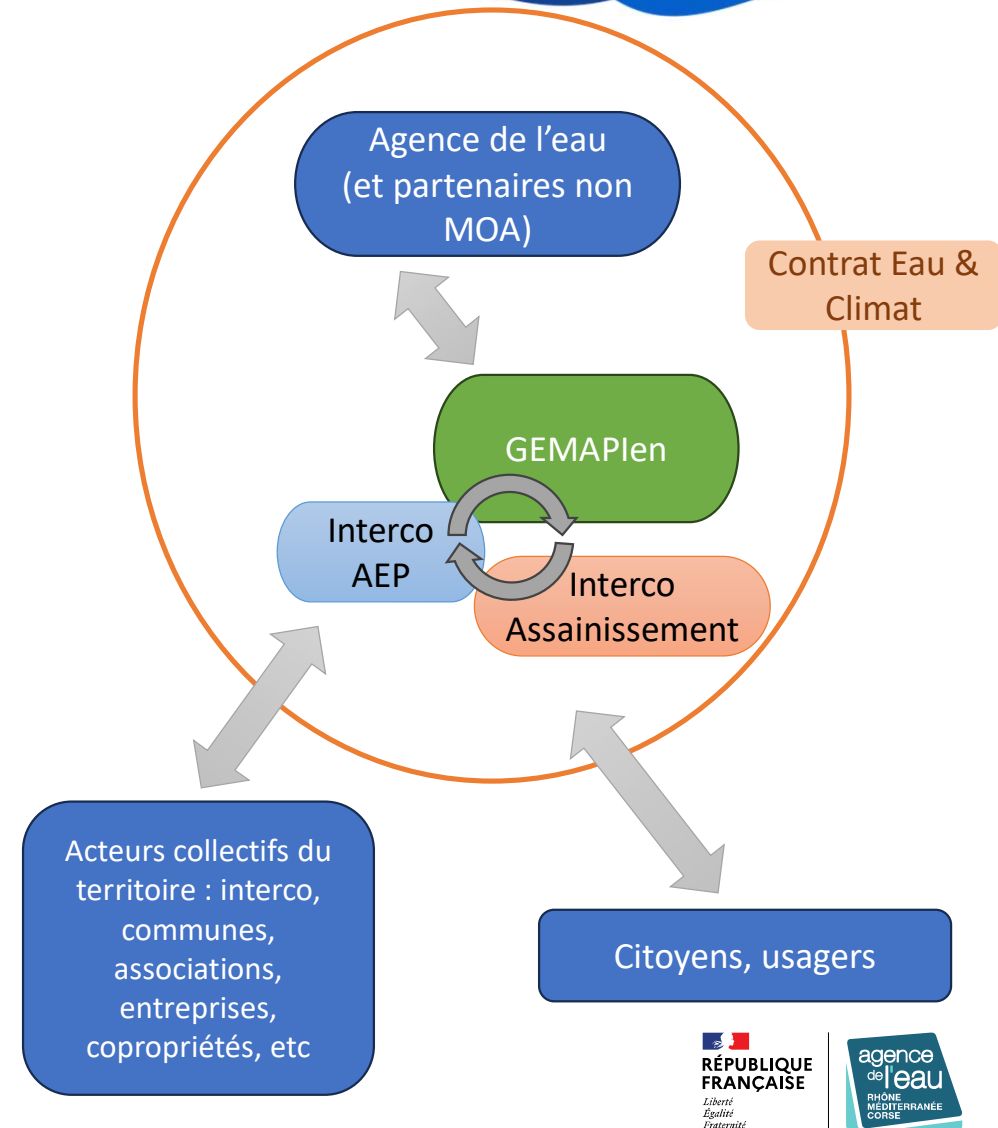 Agence de l’eau
(et partenaires non
MOA)
Contrat Eau &
Climat
GEMAPIen
Interco
AEP
Interco
Assainissement
Acteurs collectifs du
territoire : interco,
communes,
associations,
entreprises,
copropriétés, etc
Citoyens, usagers
RÉPUBLIQUE
FRANÇAISE
Liberté
Égalité
Fraternité
agence
de l’eau
RHÔNE
MÉDITERRANÉE
CORSE